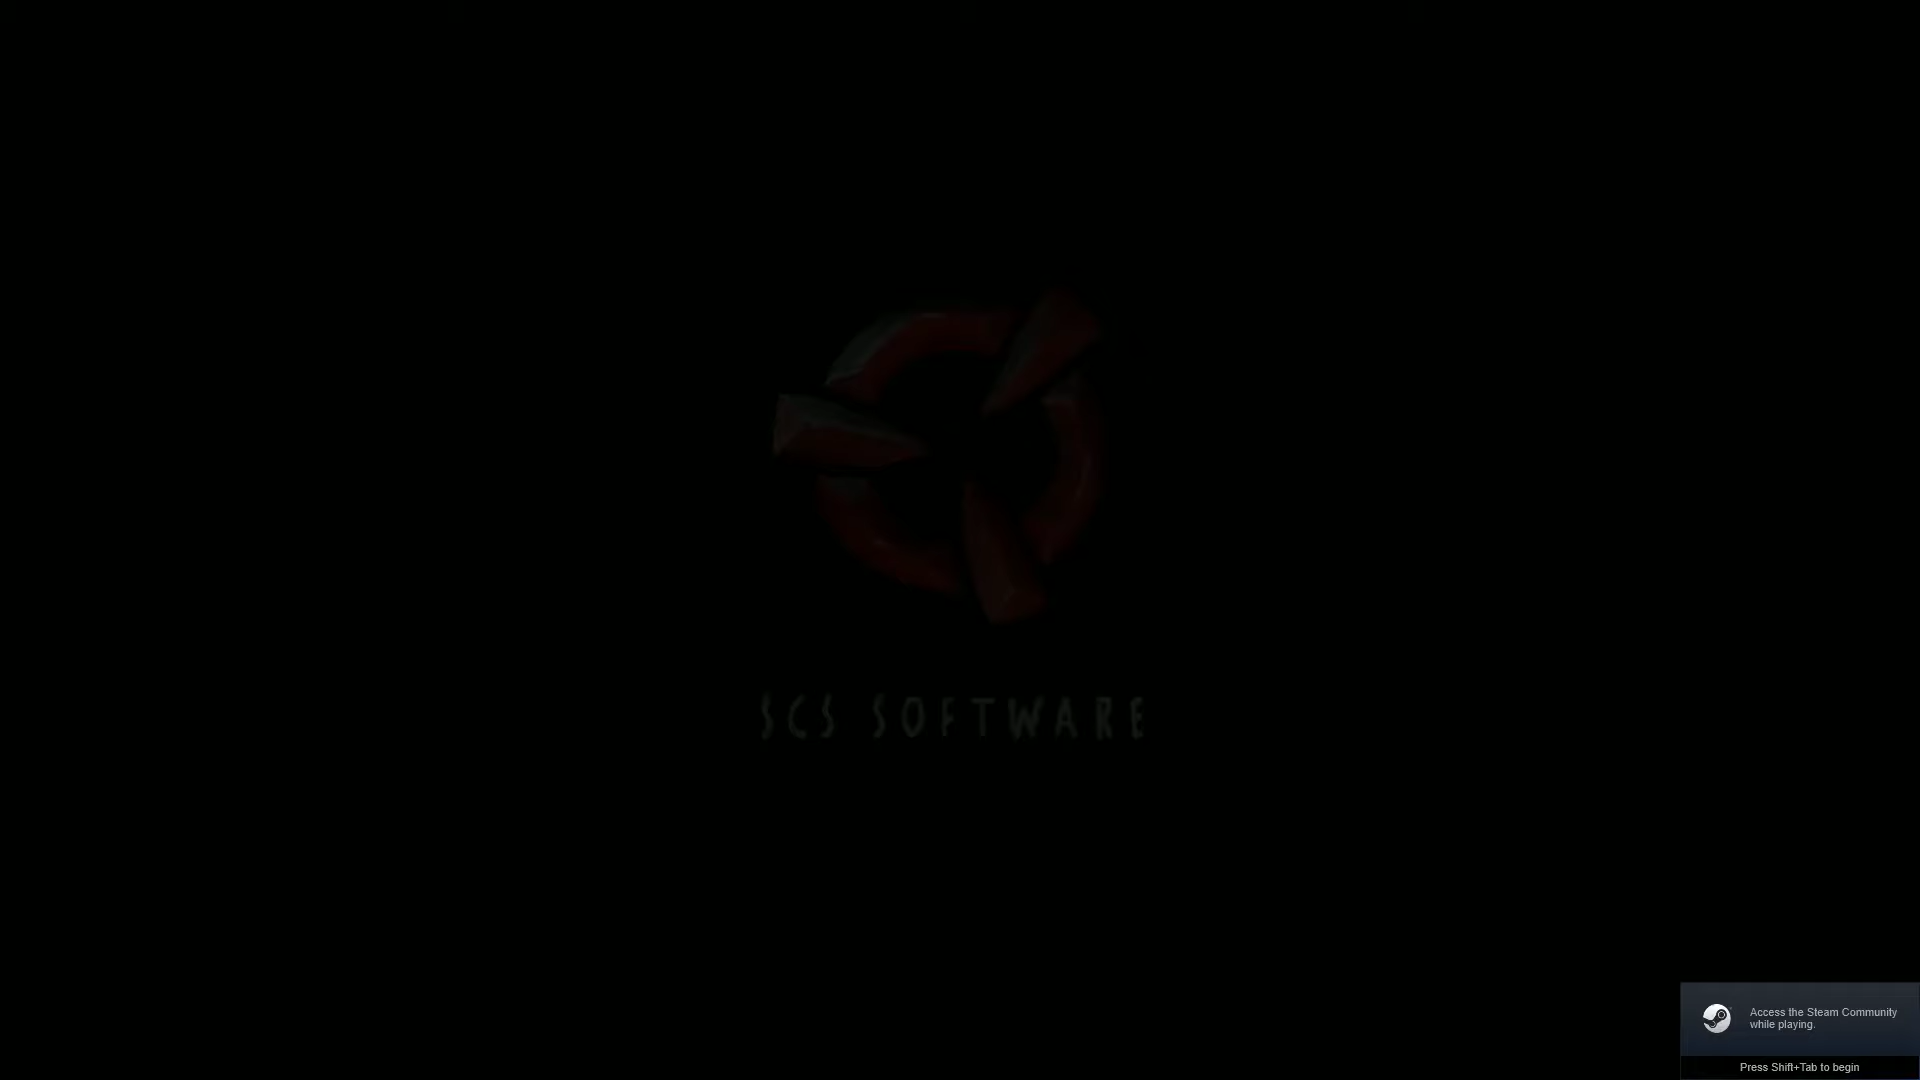 SCS SOFTWARE
Access the Steam Community
while playing.
Press Shift+Tab to begin